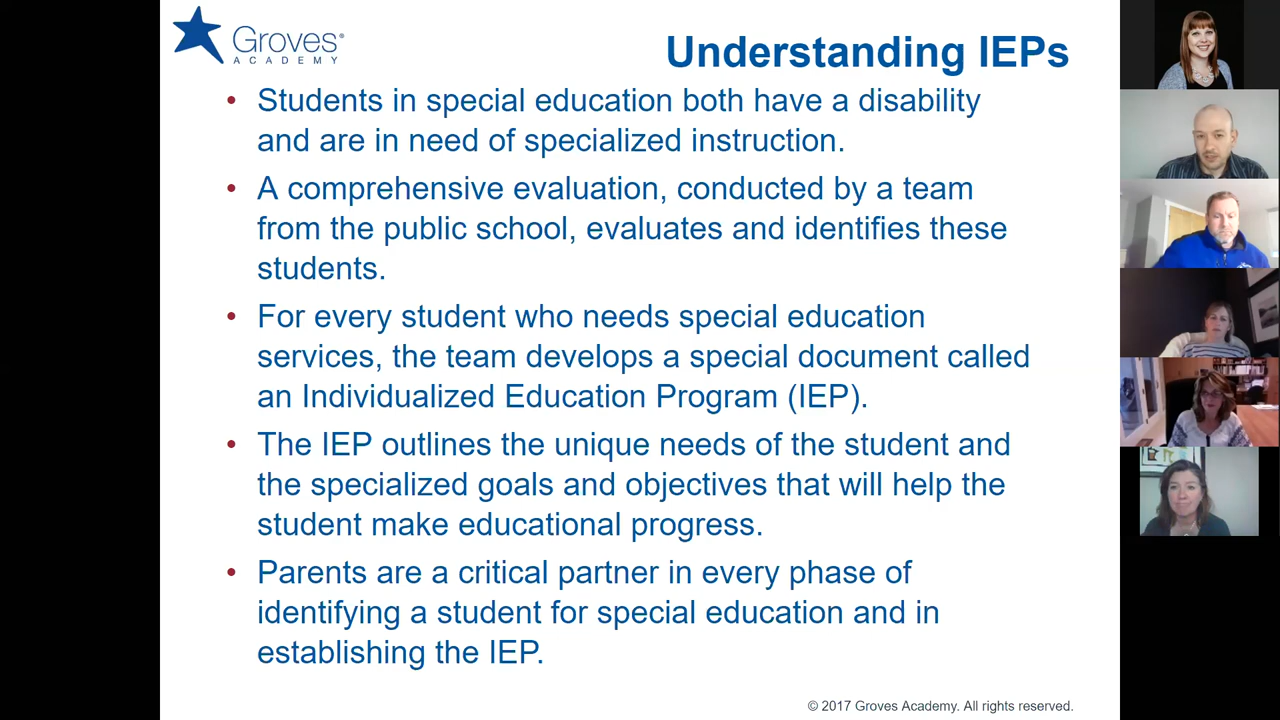 Groves®
ACADEMY
Understanding IEPs
• Students in special education both have a disability
and are in need of specialized instruction.
• A comprehensive evaluation, conducted by a team
from the public school, evaluates and identifies these
students.
• For every student who needs special education
services, the team develops a special document called
an Individualized Education Program (IEP).
• The IEP outlines the unique needs of the student and
the specialized goals and objectives that will help the
student make educational progress.
• Parents are a critical partner in every phase of
identifying a student for special education and in
establishing the IEP.
© 2017 Groves Academy. All rights reserved.